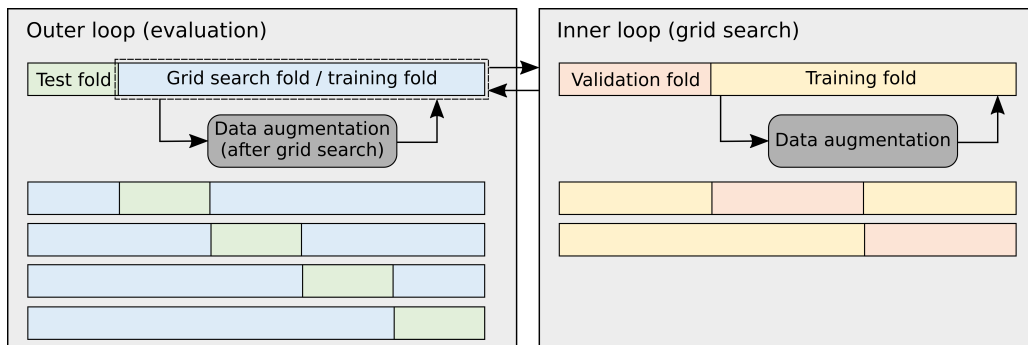 Outer loop (evaluation)
Test fold
Grid search fold / training fold
Data augmentation
(after grid search)
Inner loop (grid search)
Validation fold
Training fold
Data augmentation